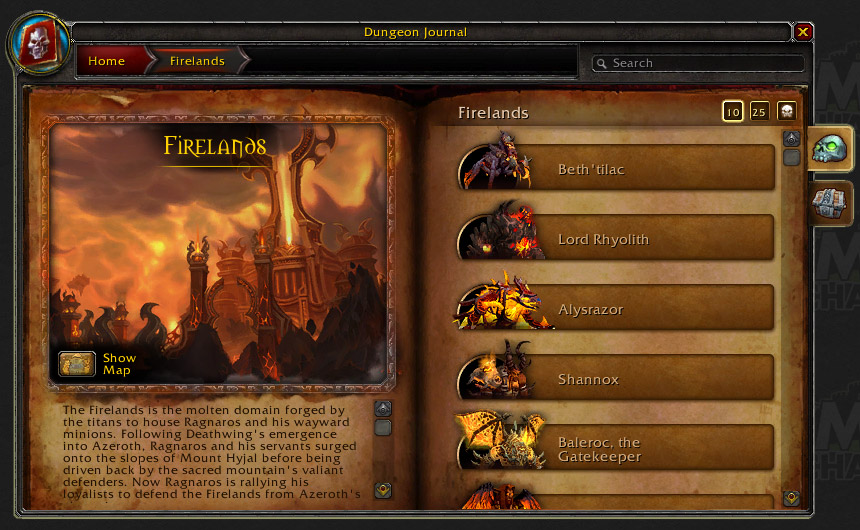 Dungeon Journal
Home
Firelands
Search
Firelands
Show
Map
The Firelands is the molten domain forged by
the titans to house Ragnaros and his wayward
minions. Following Deathwing's emergence
into Azeroth, Ragnaros and his servants surged
onto the slopes of Mount Hyjal before being
driven back by the sacred mountain's valiant
defenders. Now Ragnaros is rallying his
loyalists to defend the Firelands from Azeroth's
Firelands
10
25
Beth'tilac
Lord Rhyolith
Alysrazor
Shannox
Baleroc, the
Gatekeeper